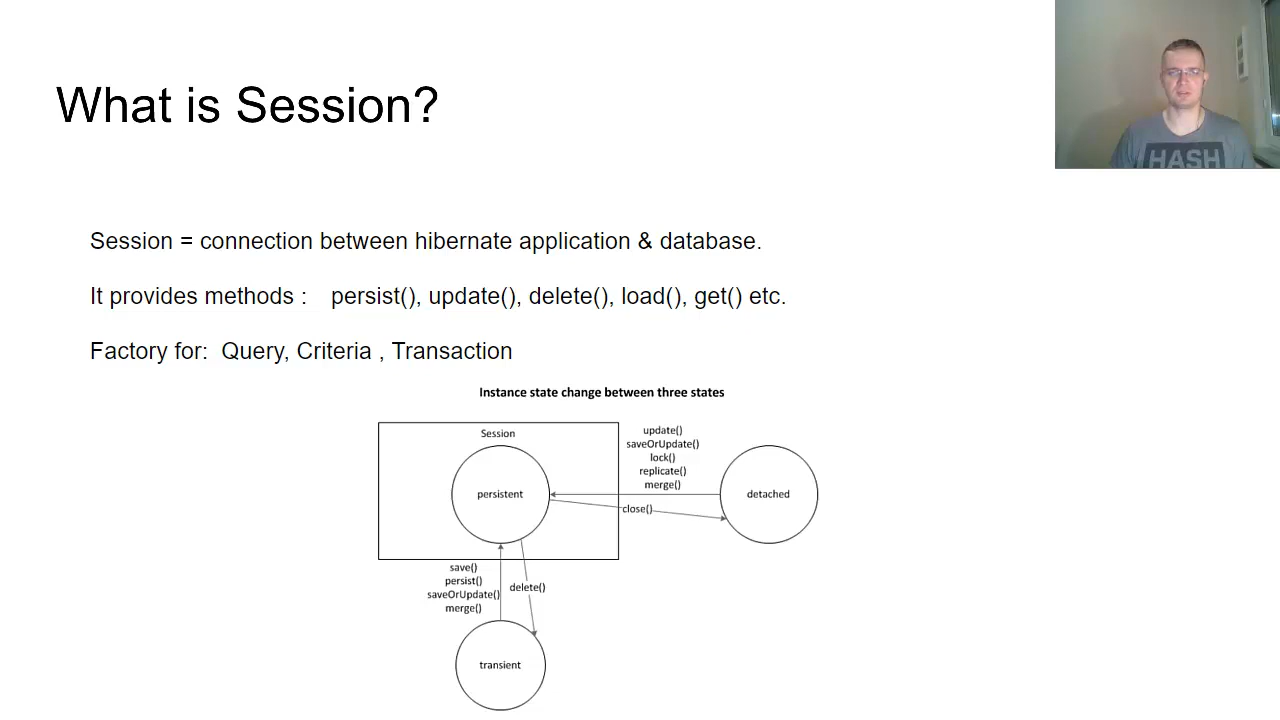 What is Session?
HASH
Session = connection between hibernate application & database.
It provides methods : persist(), update(), delete(), load(), get() etc.
Factory for: Query, Criteria , Transaction
Instance state change between three states
Session
persistent
update()
saveOrUpdate()
lock()
replicate()
merge()
close()
detached
save()
persist()
saveOrUpdate()
merge()
delete()
transient